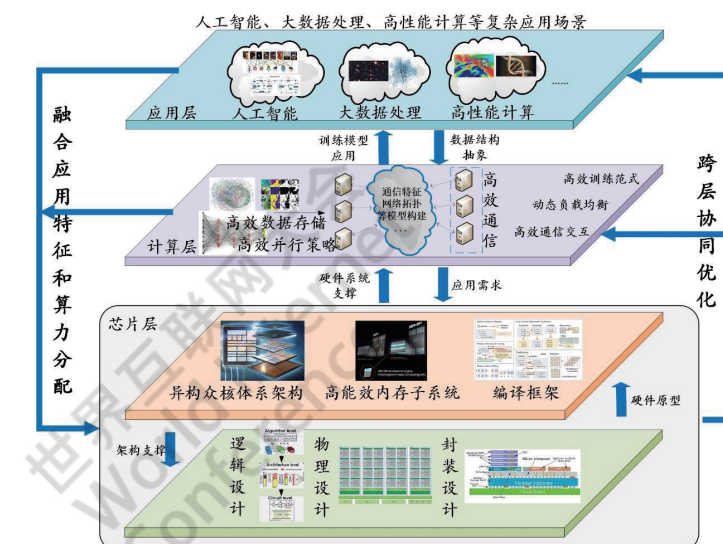 人工智能、大数据处理、高性能计算等复杂应用场景
......
应用层
人工智能
大数据处理
高性能计算
训练模型
应用
数据结构
抽象
融合应用特征和算力分配
跨层协同优化
计算层
高效数据存储
高效并行策略
通信特征
网络拓扑
等模型构建
...
高效通信
高效训练范式
动态负载均衡
高效通信交互
硬件系统
支撑
应用需求
芯片层
异构众核体系架构
高能效内存子系统
编译框架
架构支撑
硬件原型
逻辑设计
Algorithm level
Architecture level
Circuit level
物理设计
封装设计
Package Substrate
世界互联网大会
World Internet Conference